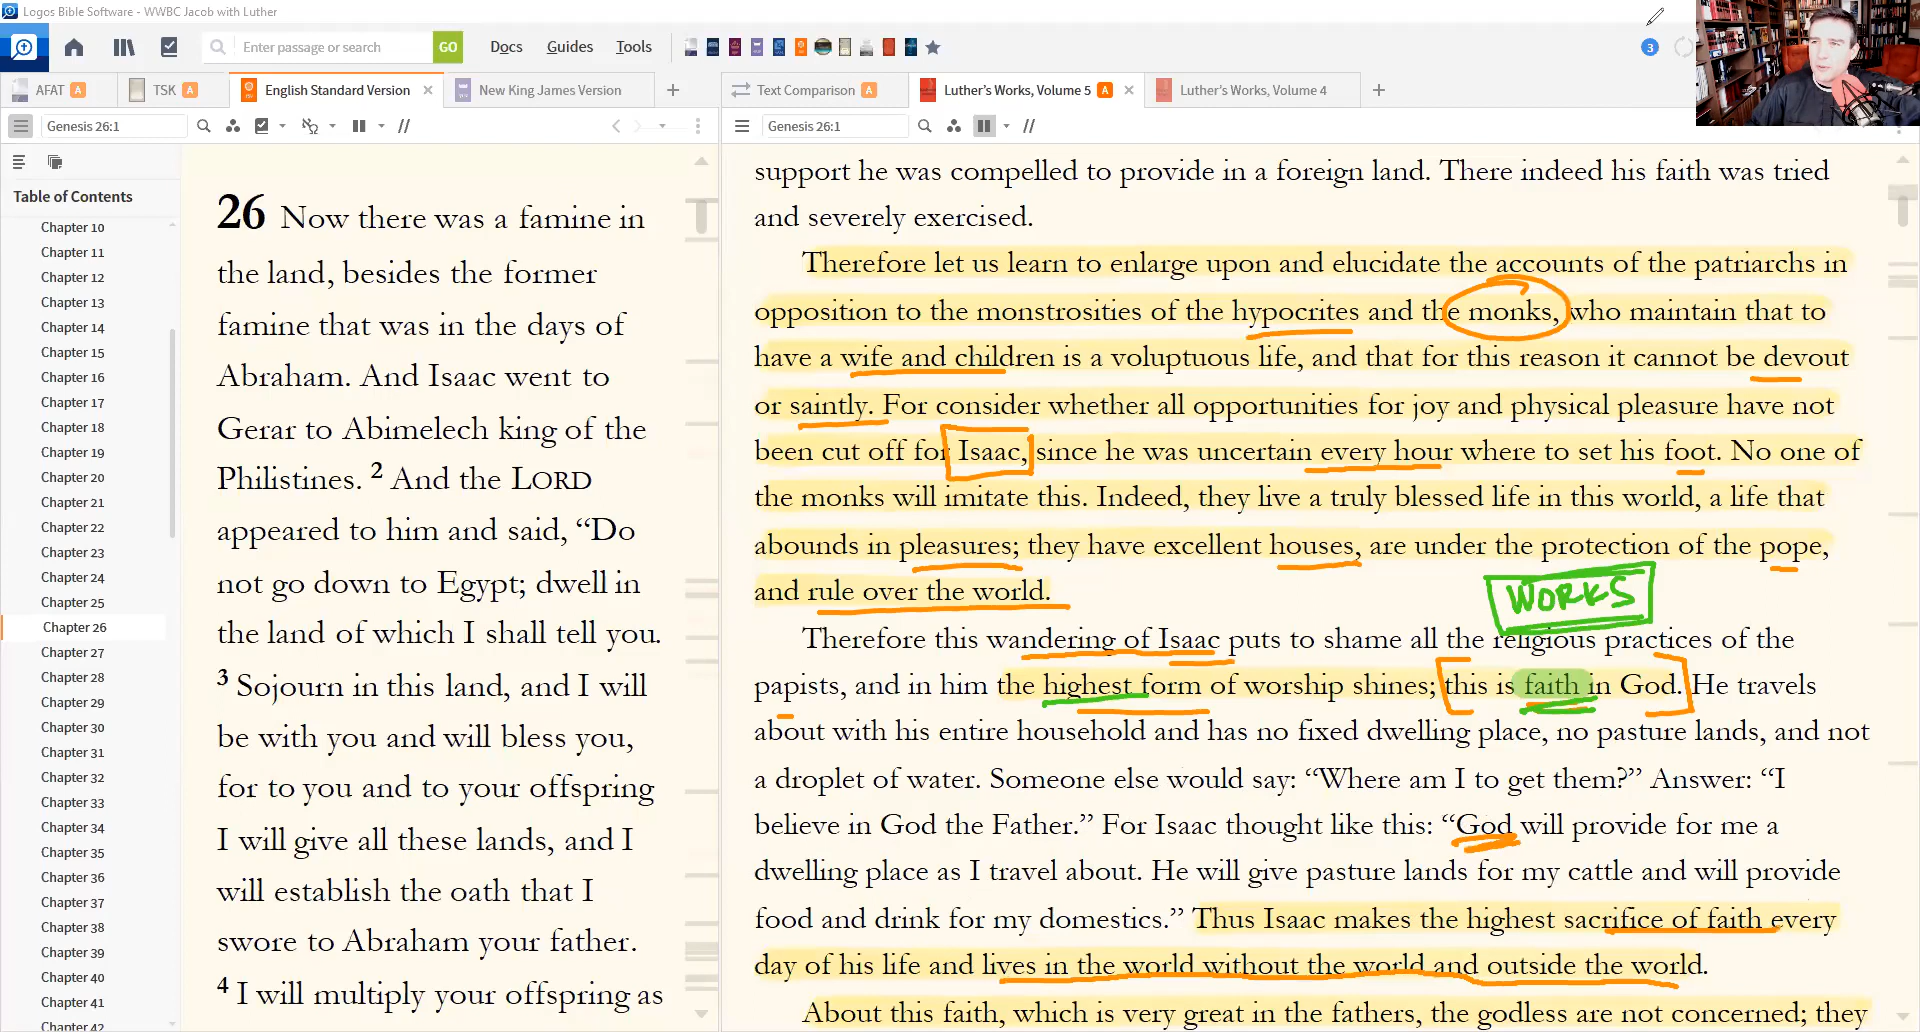 Logos Bible Software - WWBC Jacob with Luther
Enter passage or search
GO
Docs
Guides
Tools
3
AFAT A
TSK A
English Standard Version
New King James Version
Text Comparison A
Luther's Works, Volume 5 A
Luther's Works, Volume 4
Genesis 26:1
Genesis 26:1
Table of Contents
Chapter 10
Chapter 11
Chapter 12
Chapter 13
Chapter 14
Chapter 15
Chapter 16
Chapter 17
Chapter 18
Chapter 19
Chapter 20
Chapter 21
Chapter 22
Chapter 23
Chapter 24
Chapter 25
Chapter 26
Chapter 27
Chapter 28
Chapter 29
Chapter 30
Chapter 31
Chapter 32
Chapter 33
Chapter 34
Chapter 35
Chapter 36
Chapter 37
Chapter 38
Chapter 39
Chapter 40
Chapter 41
Chapter 42
26 Now there was a famine in
the land, besides the former
famine that was in the days of
Abraham. And Isaac went to
Gerar to Abimelech king of the
Philistines. 2 And the LORD
appeared to him and said, “Do
not go down to Egypt; dwell in
the land of which I shall tell you.
3 Sojourn in this land, and I will
be with you and will bless you,
for to you and to your offspring
I will give all these lands, and I
will establish the oath that I
swore to Abraham your father.
4 I will multiply your offspring as
support he was compelled to provide in a foreign land. There indeed his faith was tried
and severely exercised.
Therefore let us learn to enlarge upon and elucidate the accounts of the patriarchs in
opposition to the monstrosities of the hypocrites and the monks, who maintain that to
have a wife and children is a voluptuous life, and that for this reason it cannot be devout
or saintly. For consider whether all opportunities for joy and physical pleasure have not
been cut off for Isaac, since he was uncertain every hour where to set his foot. No one of
the monks will imitate this. Indeed, they live a truly blessed life in this world, a life that
abounds in pleasures; they have excellent houses, are under the protection of the pope,
and rule over the world.
WORKS
Therefore this wandering of Isaac puts to shame all the religious practices of the
papists, and in him the highest form of worship shines; this is faith in God. He travels
about with his entire household and has no fixed dwelling place, no pasture lands, and not
a droplet of water. Someone else would say: “Where am I to get them?” Answer: “I
believe in God the Father.” For Isaac thought like this: “God will provide for me a
dwelling place as I travel about. He will give pasture lands for my cattle and will provide
food and drink for my domestics.” Thus Isaac makes the highest sacrifice of faith every
day of his life and lives in the world without the world and outside the world.
About this faith, which is very great in the fathers, the godless are not concerned; they